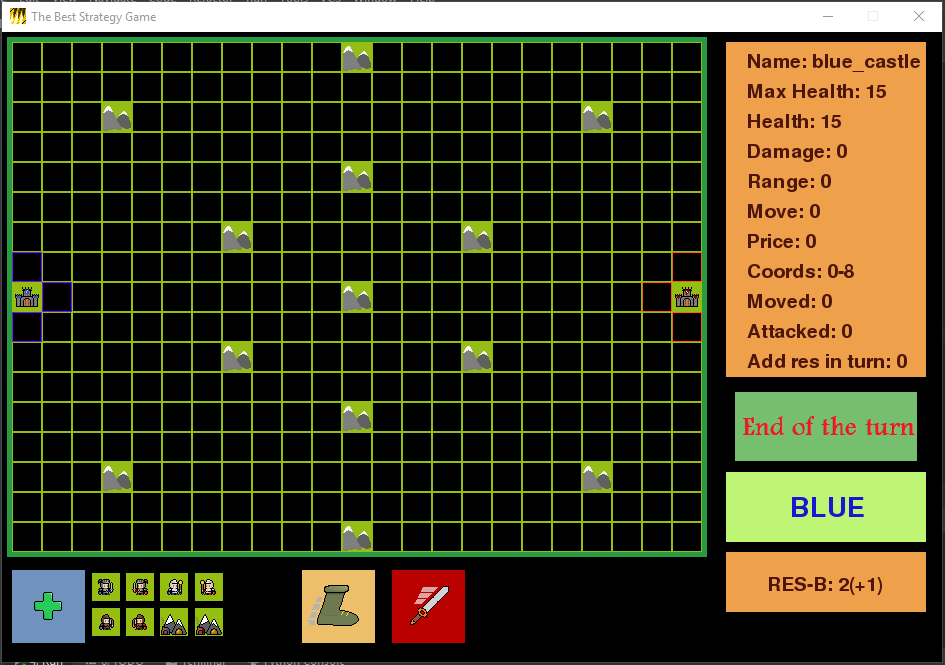 The Best Strategy Game
Name: blue_castle
Max Health: 15
Health: 15
Damage: 0
Range: 0
Move: 0
Price: 0
Coords: 0-8
Moved: 0
Attacked: 0
Add res in turn: 0
End of the turn
BLUE
RES-B: 2(+1)